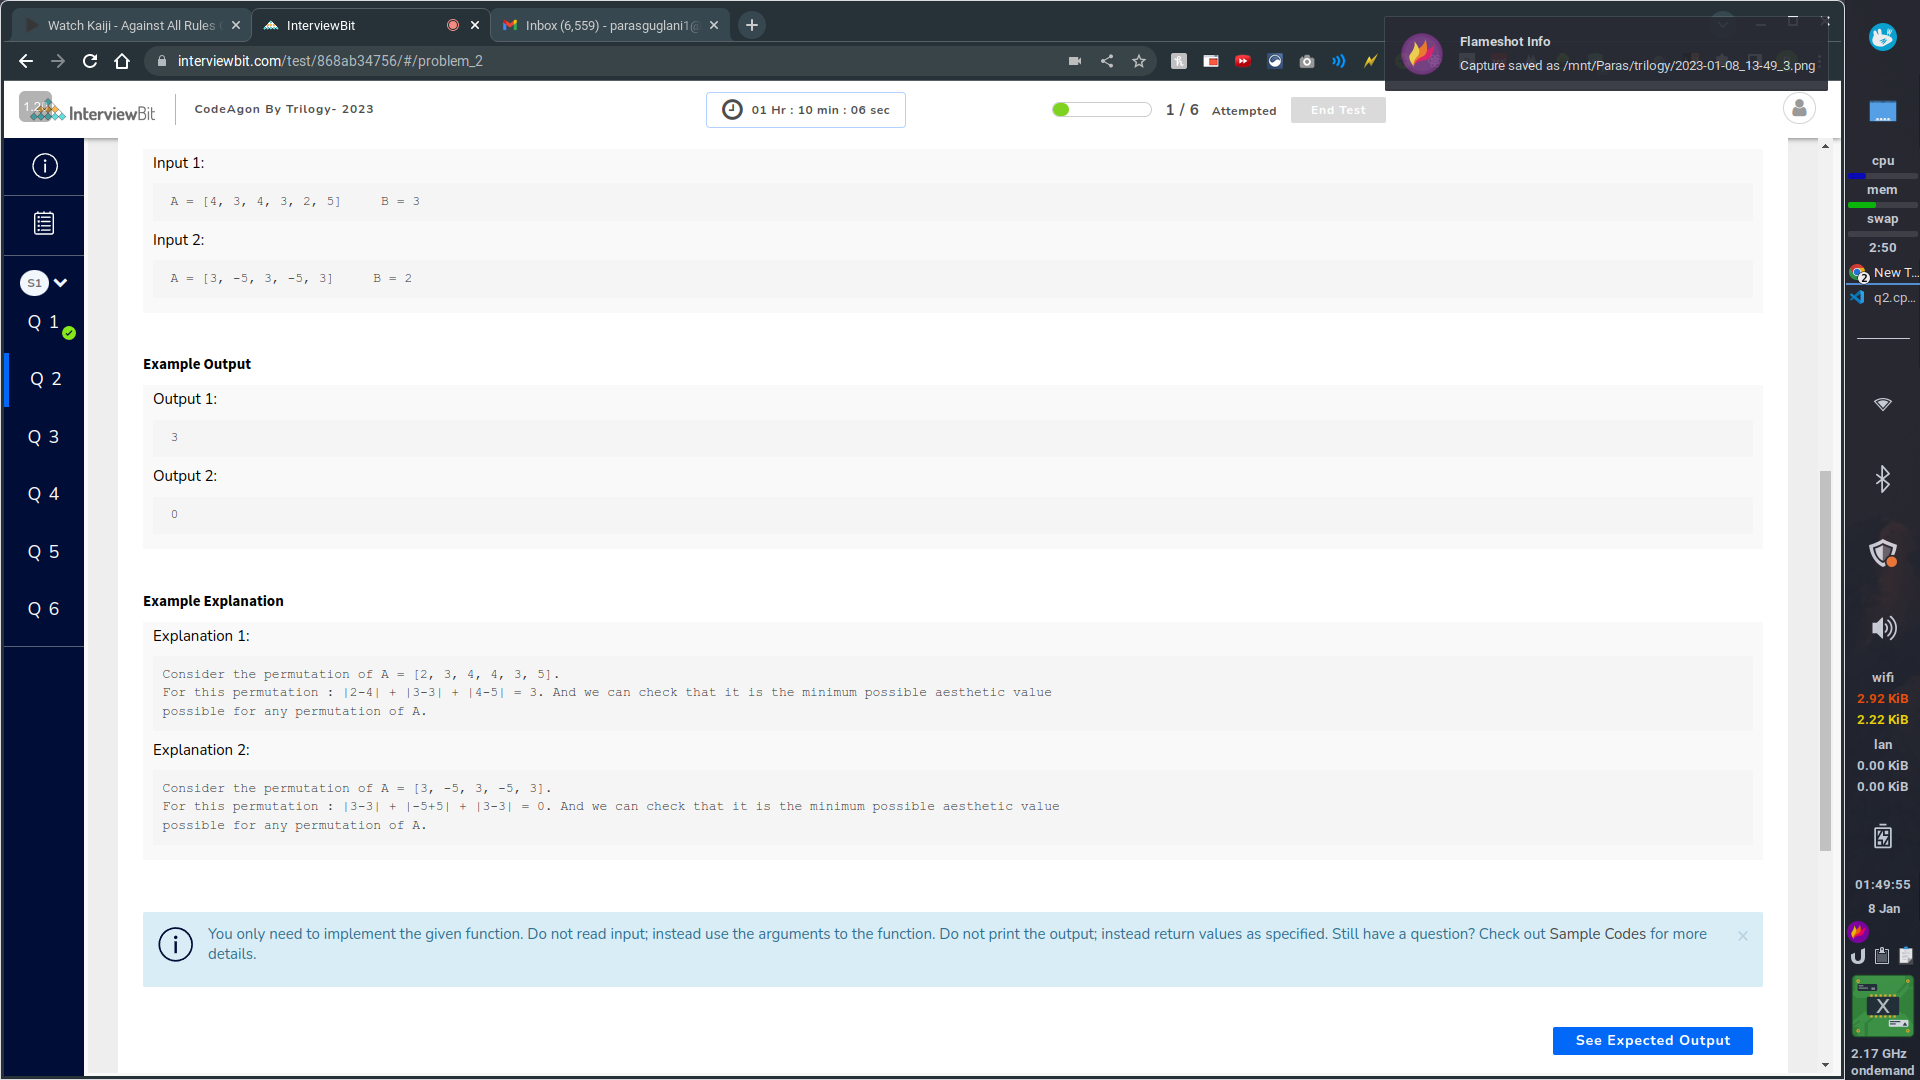 Watch Kaiji - Against All Rules
InterviewBit
Inbox (6,559) - parasguglani1@
interviewbit.com/test/868ab34756/#/problem_2
Flameshot Info
Capture saved as /mnt/Paras/trilogy/2023-01-08_13-49_3.png
InterviewBit
CodeAgon By Trilogy- 2023
01 Hr : 10 min : 06 sec
1 / 6 Attempted
End Test
S1
Q 1
Q 2
Q 3
Q 4
Q 5
Q 6
Input 1:
A = [4, 3, 4, 3, 2, 5] B = 3
Input 2:
A = [3, -5, 3, -5, 3] B = 2
Example Output
Output 1:
3
Output 2:
0
Example Explanation
Explanation 1:
Consider the permutation of A = [2, 3, 4, 4, 3, 5].
For this permutation : |2-4| + |3-3| + |4-5| = 3. And we can check that it is the minimum possible aesthetic value
possible for any permutation of A.
Explanation 2:
Consider the permutation of A = [3, -5, 3, -5, 3].
For this permutation : |3-3| + |-5+5| + |3-3| = 0. And we can check that it is the minimum possible aesthetic value
possible for any permutation of A.
You only need to implement the given function. Do not read input; instead use the arguments to the function. Do not print the output; instead return values as specified. Still have a question? Check out Sample Codes for more
details.
See Expected Output
cpu
mem
swap
2:50
2
New T...
q2.cp...
wifi
2.92 KiB
2.22 KiB
lan
0.00 KiB
0.00 KiB
01:49:55
8 Jan
X
2.17 GHz
ondemand